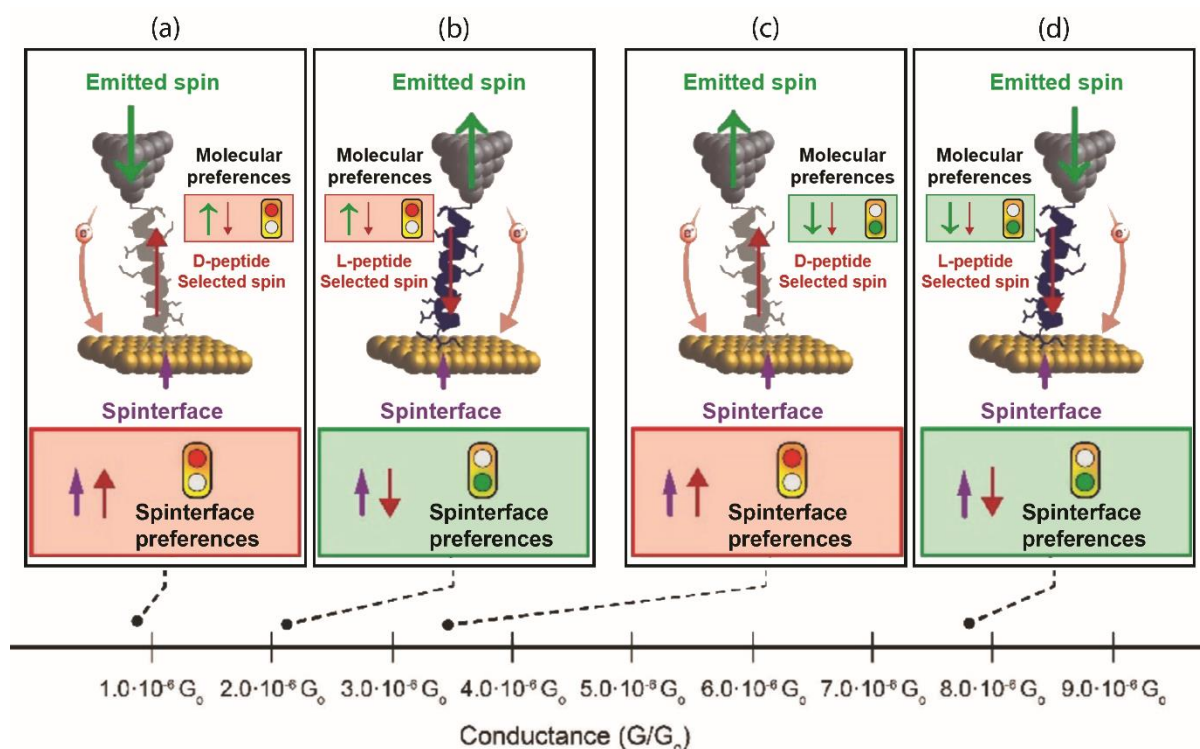 (a)
Emitted spin
Molecular
preferences
e⁻
D-peptide
Selected spin
Spinterface
Spinterface
preferences
(b)
Emitted spin
Molecular
preferences
e⁻
L-peptide
Selected spin
Spinterface
Spinterface
preferences
(c)
Emitted spin
Molecular
preferences
e⁻
D-peptide
Selected spin
Spinterface
Spinterface
preferences
(d)
Emitted spin
Molecular
preferences
e⁻
L-peptide
Selected spin
Spinterface
Spinterface
preferences
1.0·10⁻⁶ G₀ 2.0·10⁻⁶ G₀ 3.0·10⁻⁶ G₀ 4.0·10⁻⁶ G₀ 5.0·10⁻⁶ G₀ 6.0·10⁻⁶ G₀ 7.0·10⁻⁶ G₀ 8.0·10⁻⁶ G₀ 9.0·10⁻⁶ G₀
Conductance (G/G₀)